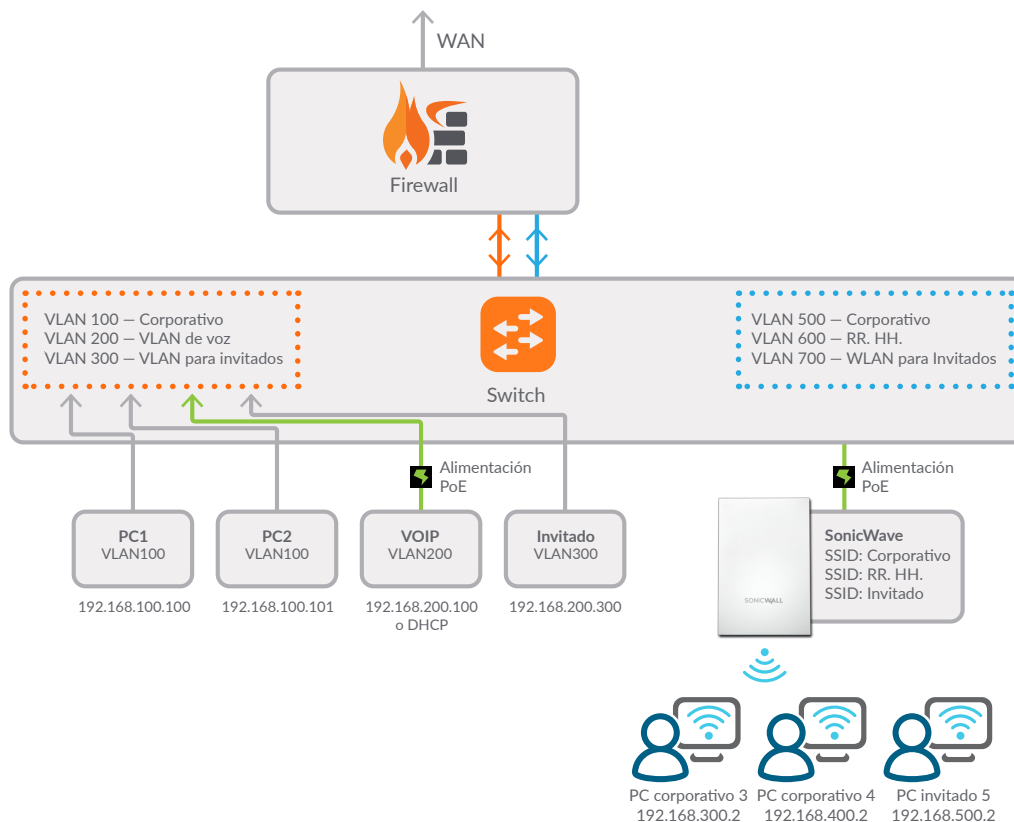 WAN
Firewall
VLAN 100 — Corporativo
VLAN 200 — VLAN de voz
VLAN 300 — VLAN para invitados
Switch
VLAN 500 — Corporativo
VLAN 600 — RR. HH.
VLAN 700 — WLAN para Invitados
Alimentación
PoE
Alimentación
PoE
PC1
VLAN100
192.168.100.100
PC2
VLAN100
192.168.100.101
VOIP
VLAN200
192.168.200.100
o DHCP
Invitado
VLAN300
192.168.200.300
SONICWALL
SonicWave
SSID: Corporativo
SSID: RR. HH.
SSID: Invitado
PC corporativo 3
192.168.300.2
PC corporativo 4
192.168.400.2
PC invitado 5
192.168.500.2